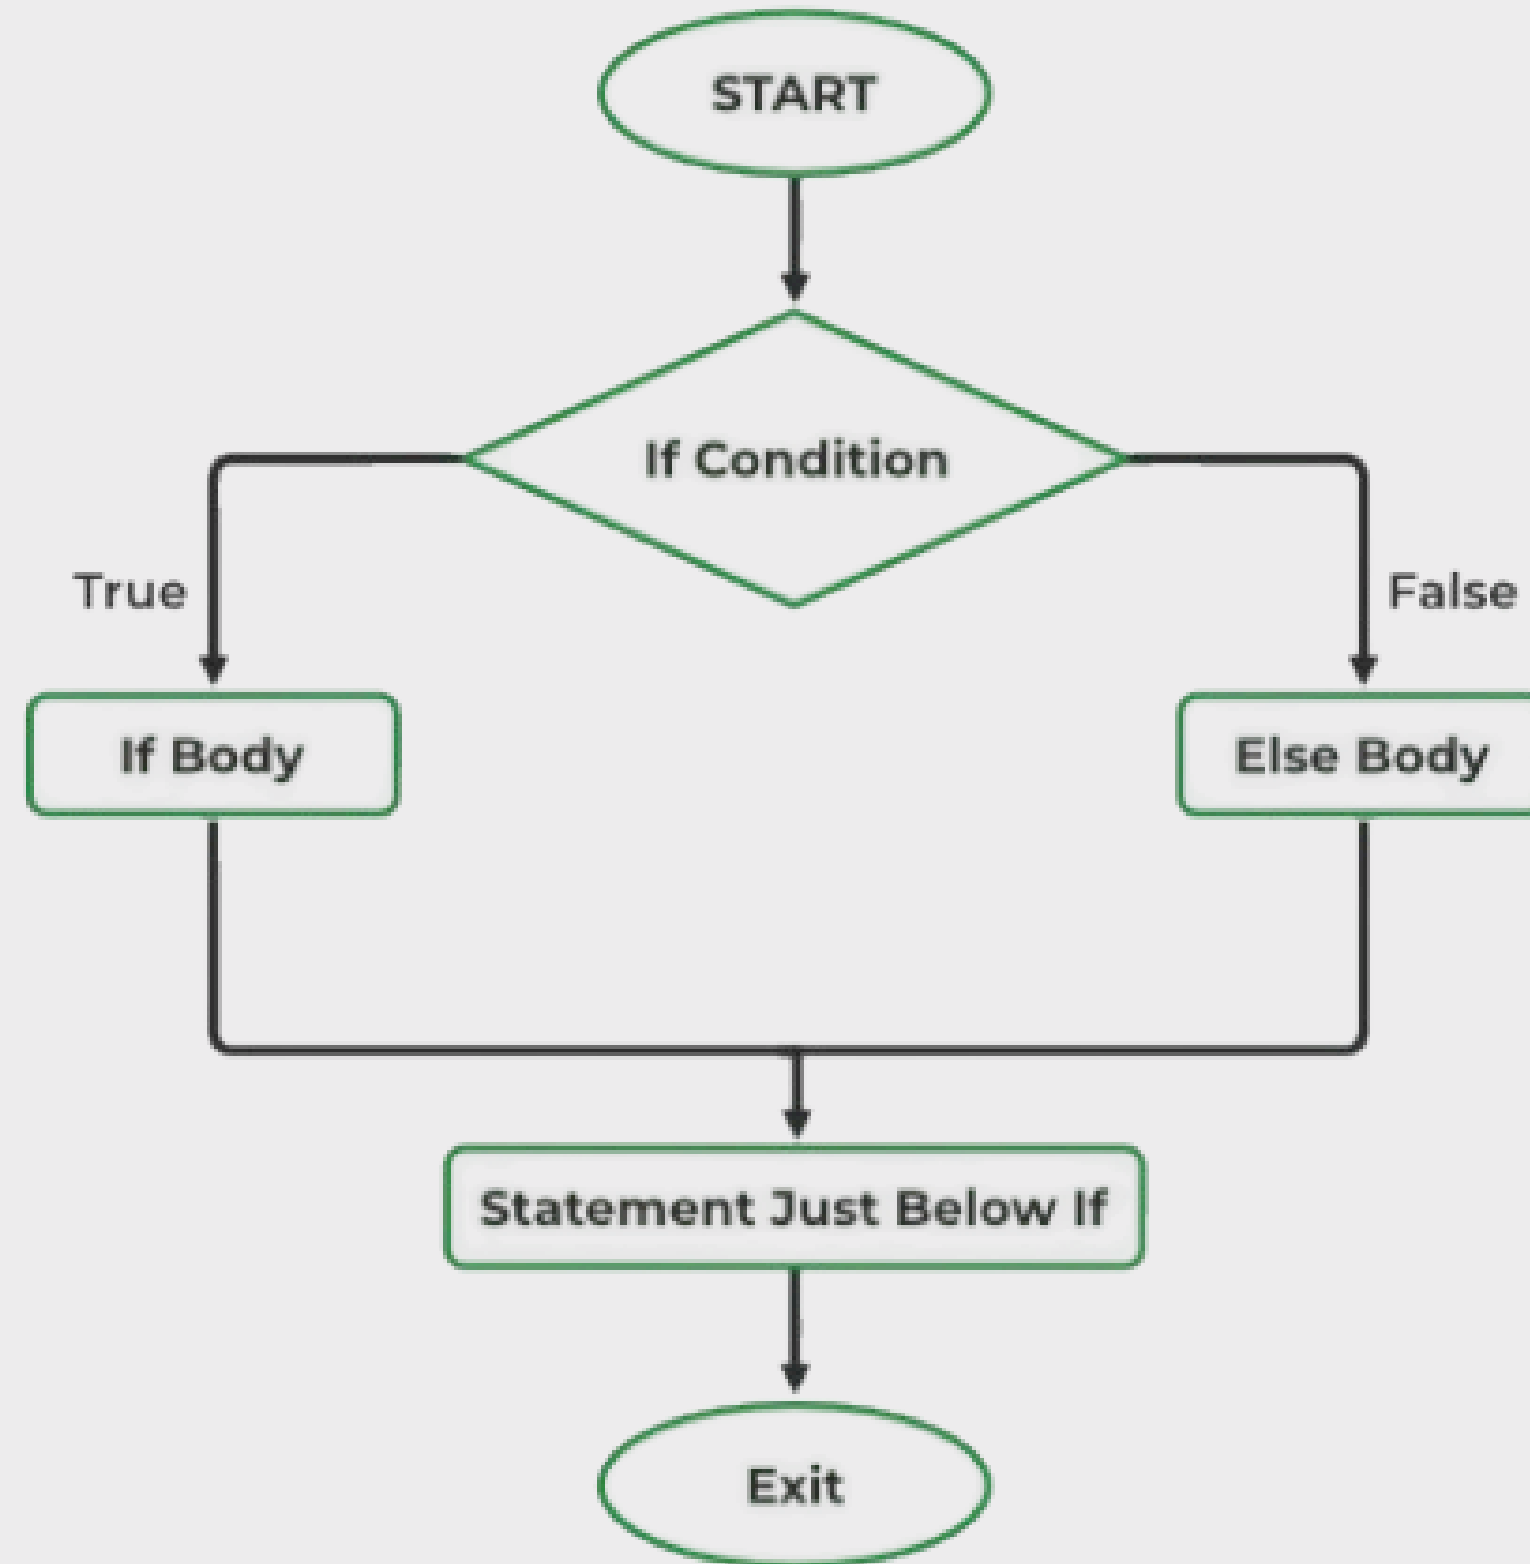 START
If Condition
True
False
If Body
Else Body
Statement Just Below If
Exit